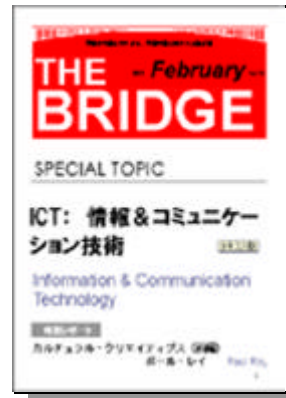 THE
February
BRIDGE
SPECIAL TOPIC
ICT: 情報&コミュニケー
ション技術
Information & Communication
Technology
カルチュラル・クリエイティブス
ポール・レイ